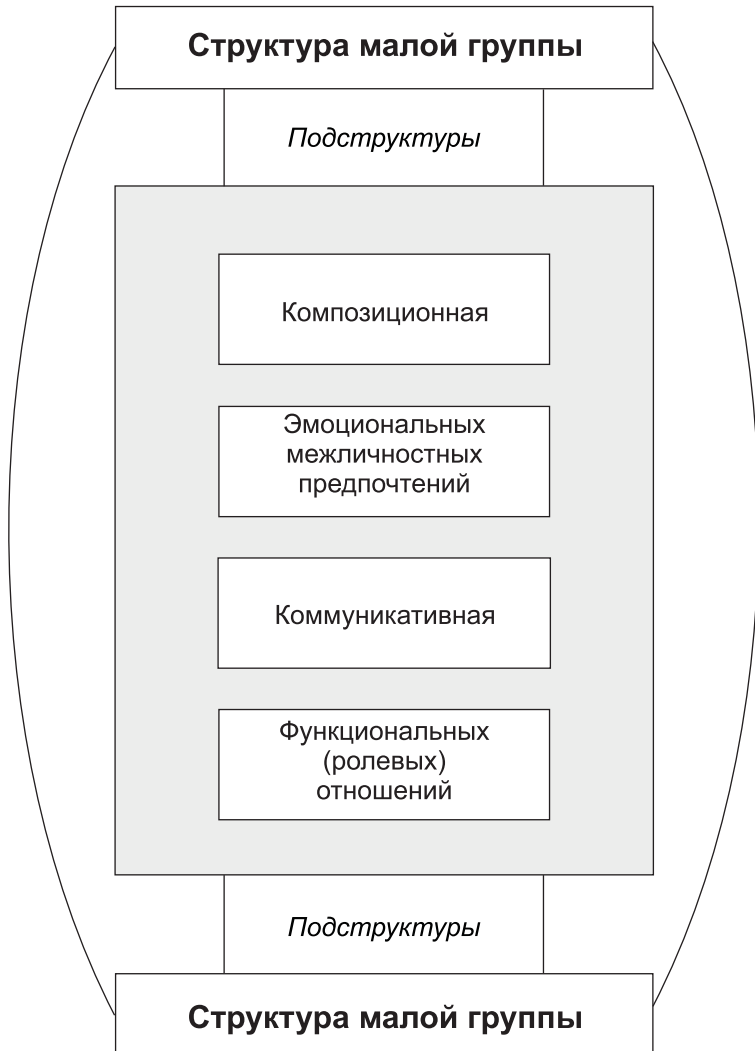 Структура малой группы
Подструктуры
Композиционная
Эмоциональных
межличностных
предпочтений
Коммуникативная
Функциональных
(ролевых)
отношений
Подструктуры
Структура малой группы